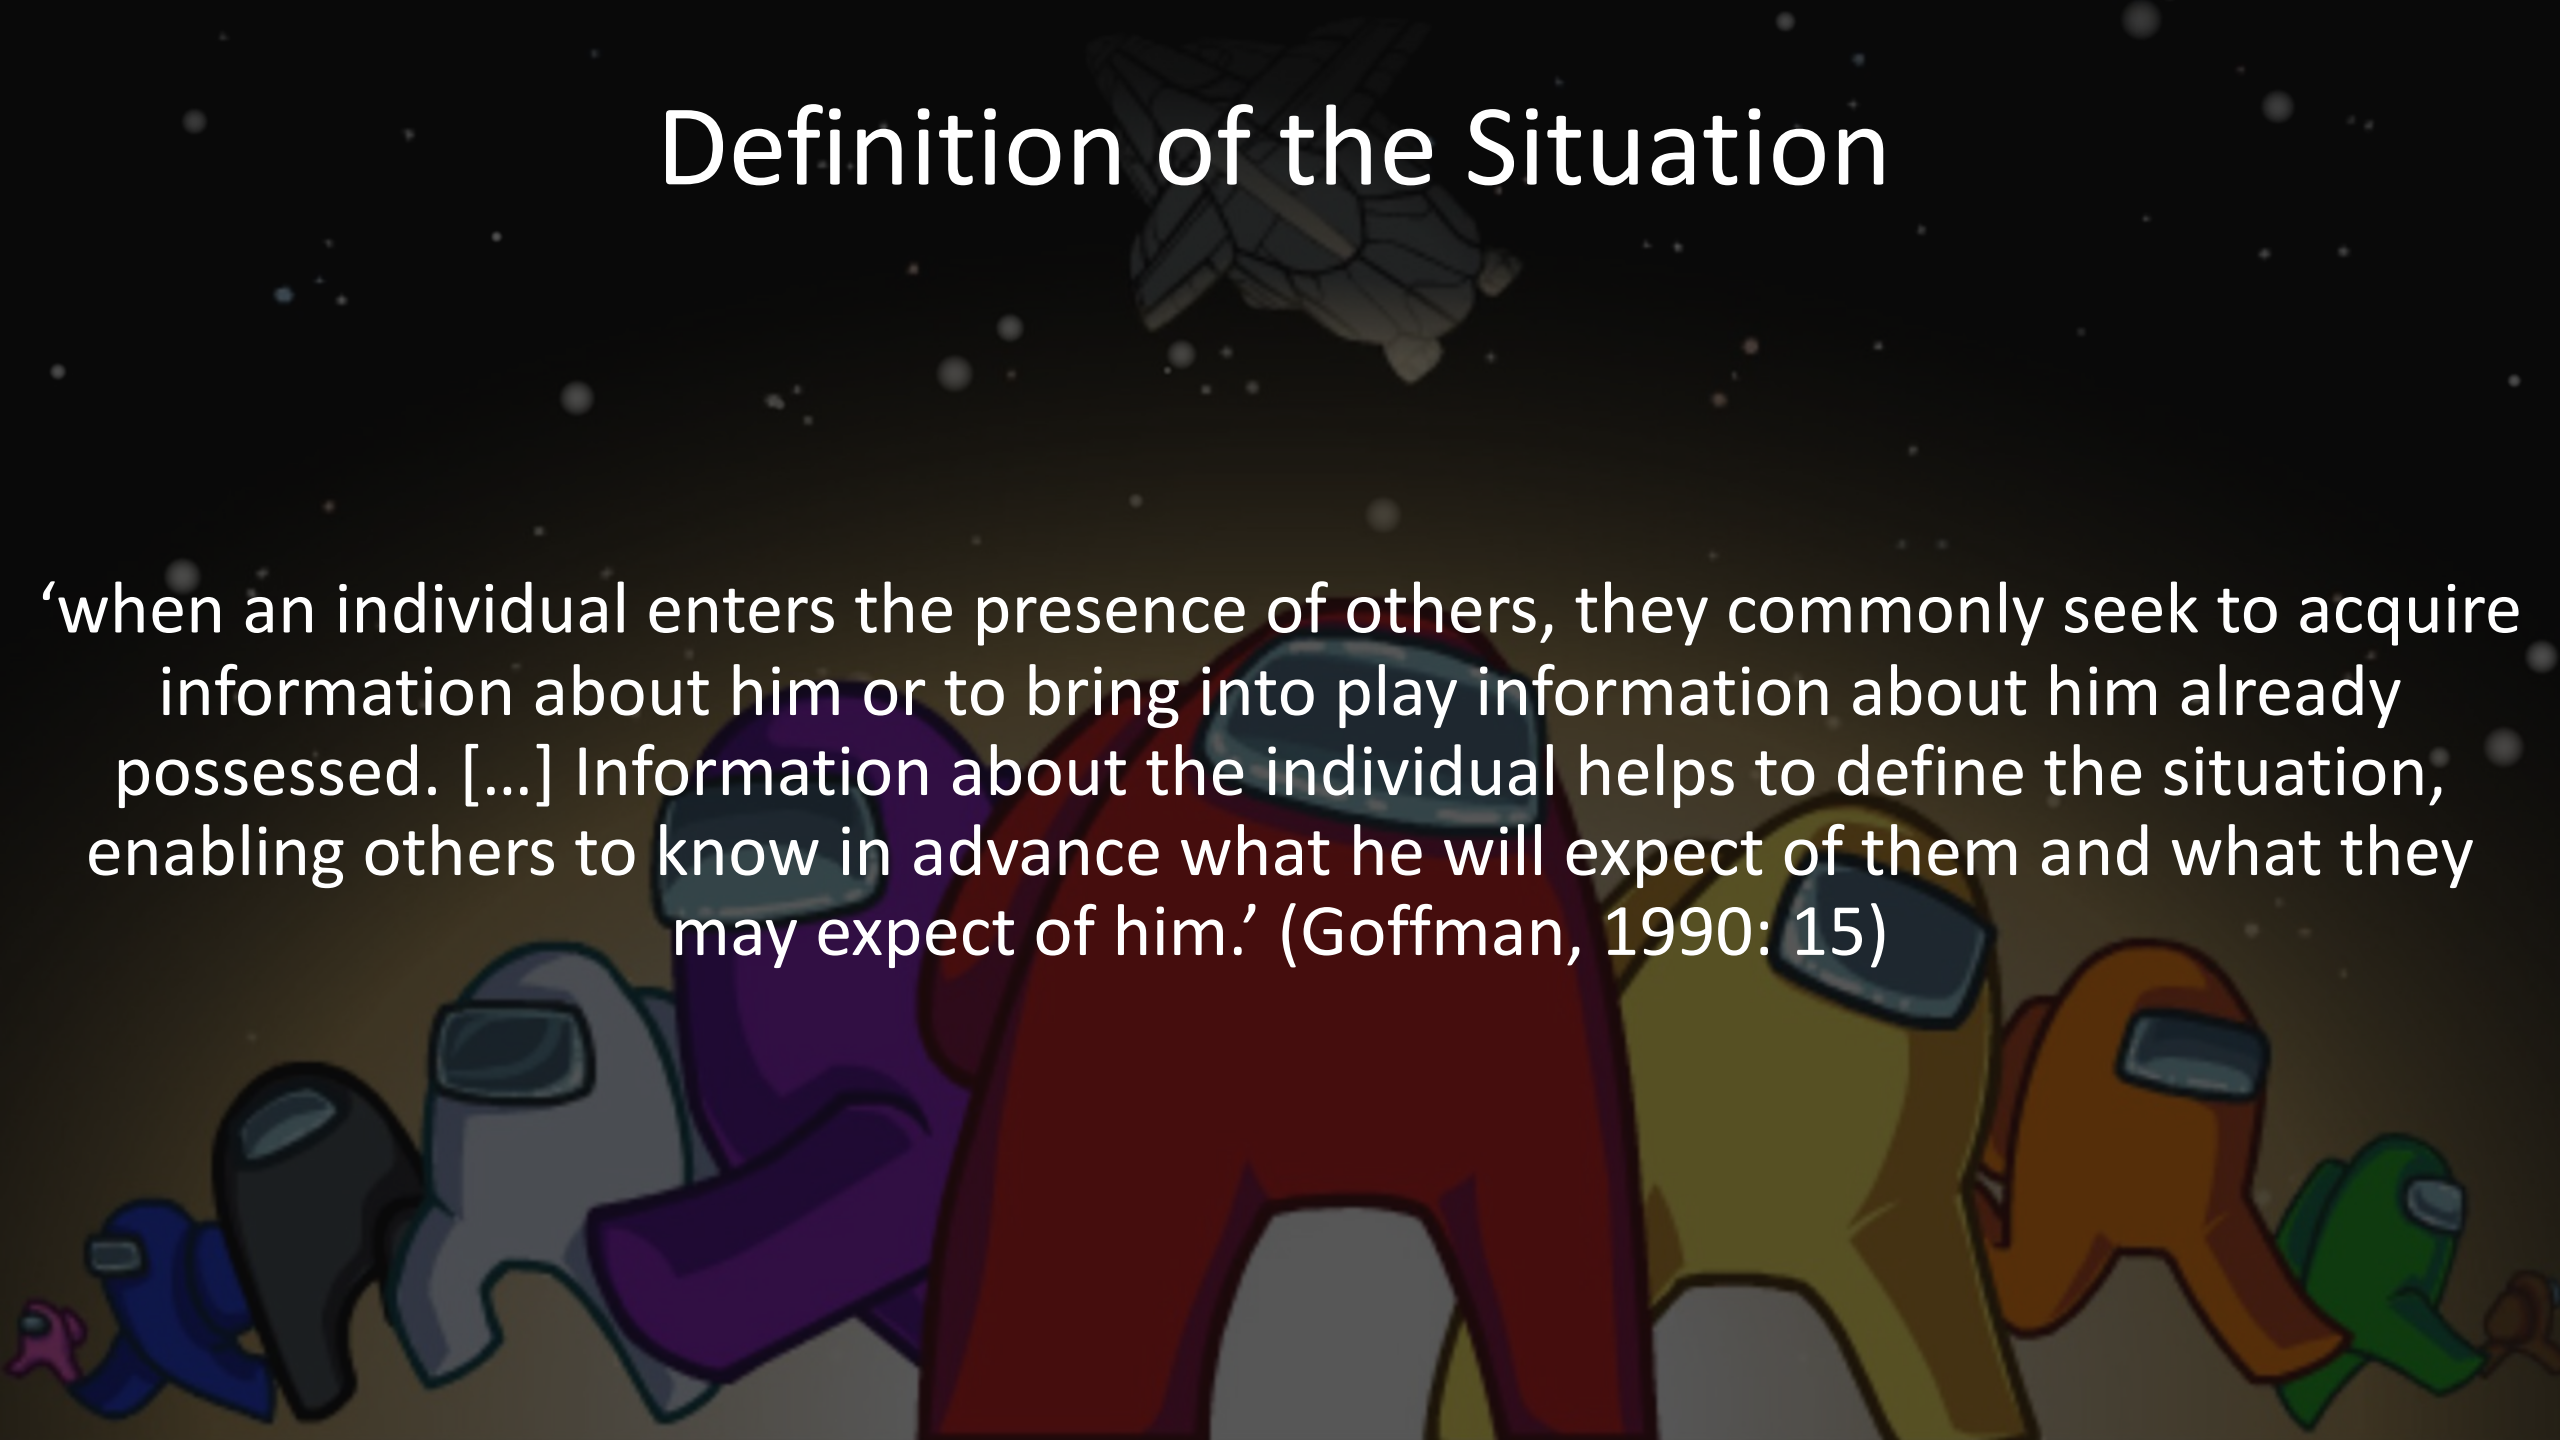 Definition of the Situation
‘when an individual enters the presence of others, they commonly seek to acquire
information about him or to bring into play information about him already
possessed. […] Information about the individual helps to define the situation,
enabling others to know in advance what he will expect of them and what they
may expect of him.’ (Goffman, 1990: 15)